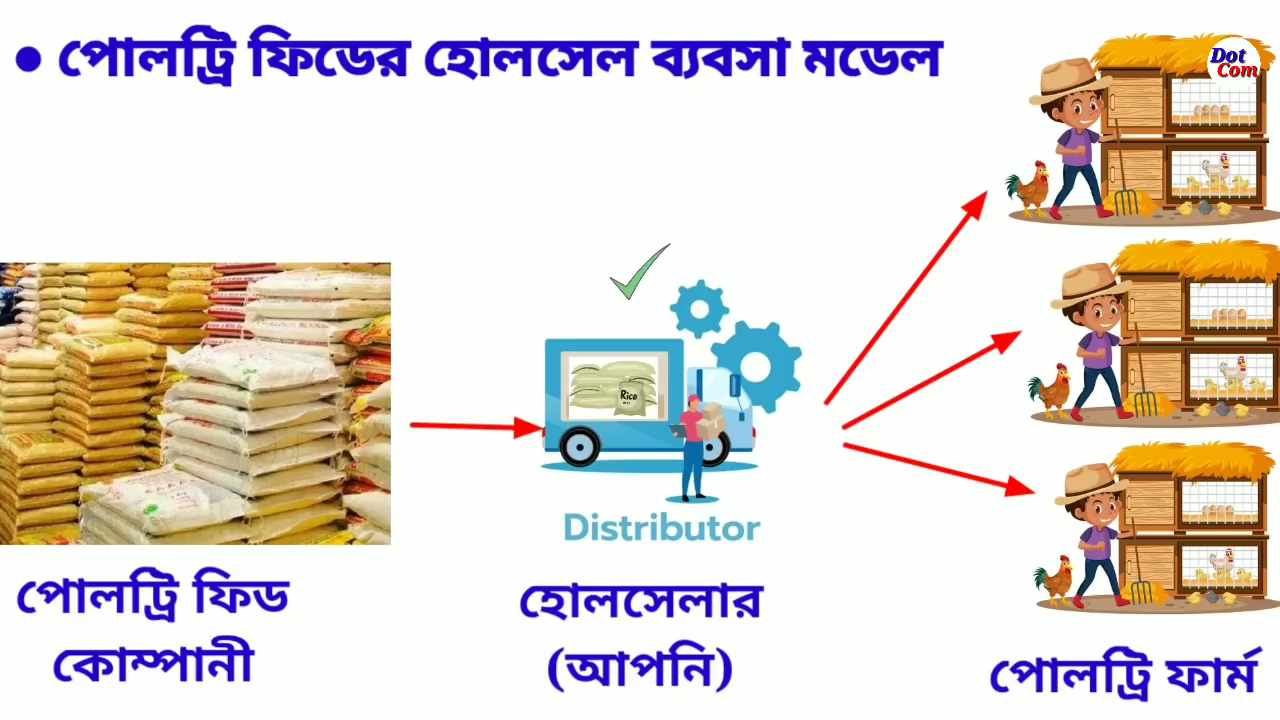 • পোলট্রি ফিডের হোলসেল ব্যবসা মডেল
Dot
Com
Rice
Distributor
পোলট্রি ফিড
কোম্পানী
হোলসেলার
(আপনি)
পোলট্রি ফার্ম